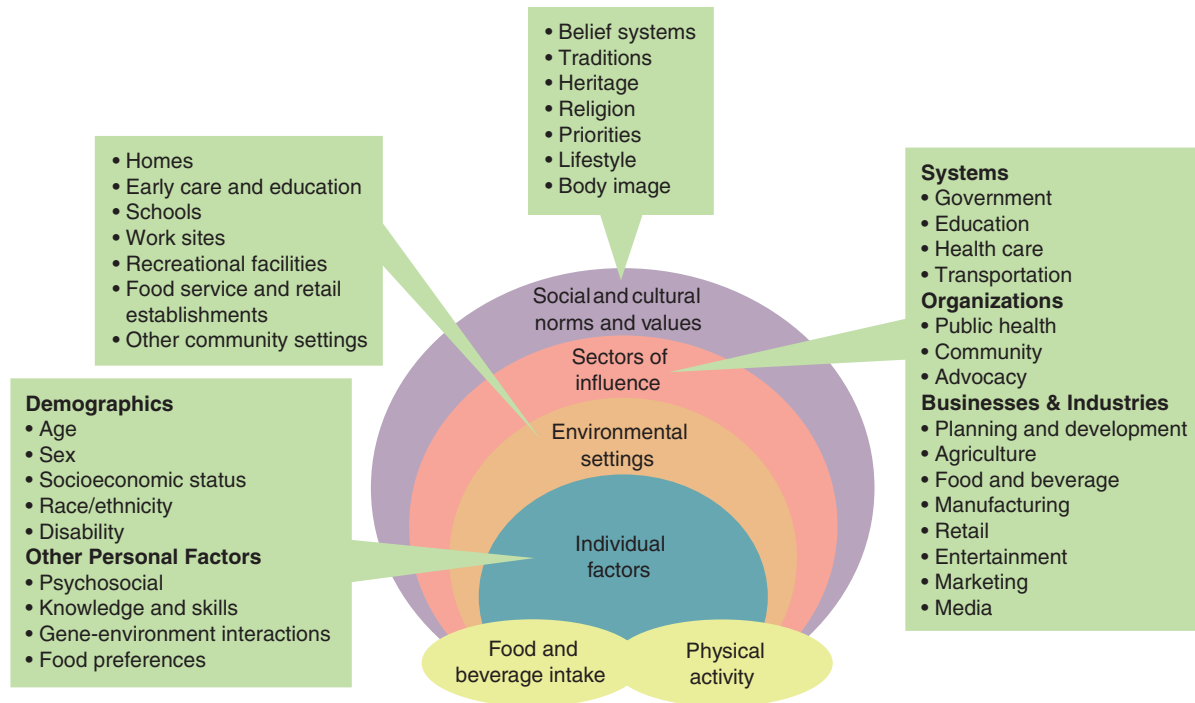 • Belief systems
• Traditions
• Heritage
• Religion
• Priorities
• Lifestyle
• Body image
• Homes
• Early care and education
• Schools
• Work sites
• Recreational facilities
• Food service and retail
establishments
• Other community settings
Systems
• Government
• Education
• Health care
• Transportation
Organizations
• Public health
• Community
• Advocacy
Businesses & Industries
• Planning and development
• Agriculture
• Food and beverage
• Manufacturing
• Retail
• Entertainment
• Marketing
• Media
Demographics
• Age
• Sex
• Socioeconomic status
• Race/ethnicity
• Disability
Other Personal Factors
• Psychosocial
• Knowledge and skills
• Gene-environment interactions
• Food preferences
Social and cultural
norms and values
Sectors of
influence
Environmental
settings
Individual
factors
Food and
beverage intake
Physical
activity